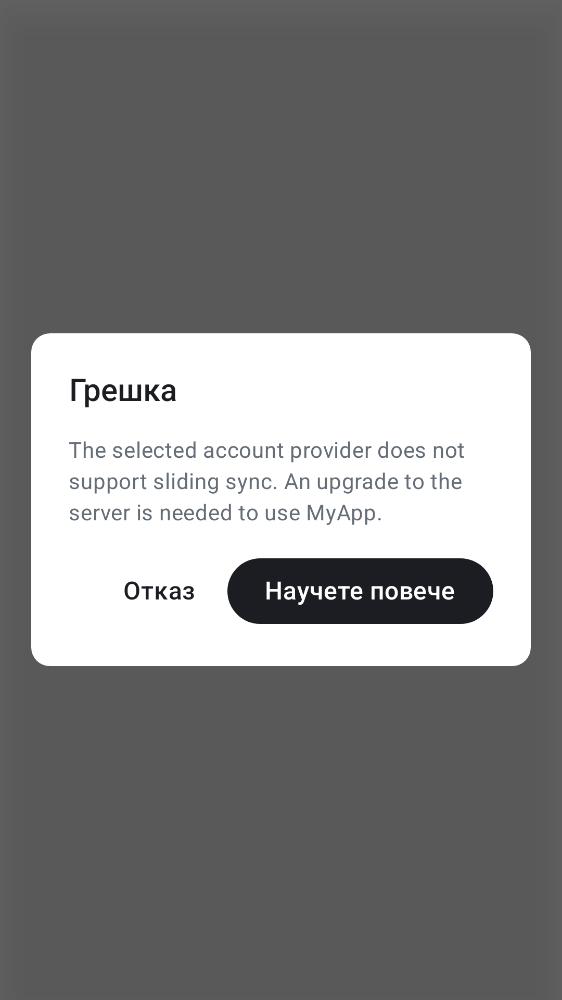 Грешка
The selected account provider does not
support sliding sync. An upgrade to the
server is needed to use MyApp.
Отказ
Научете повече